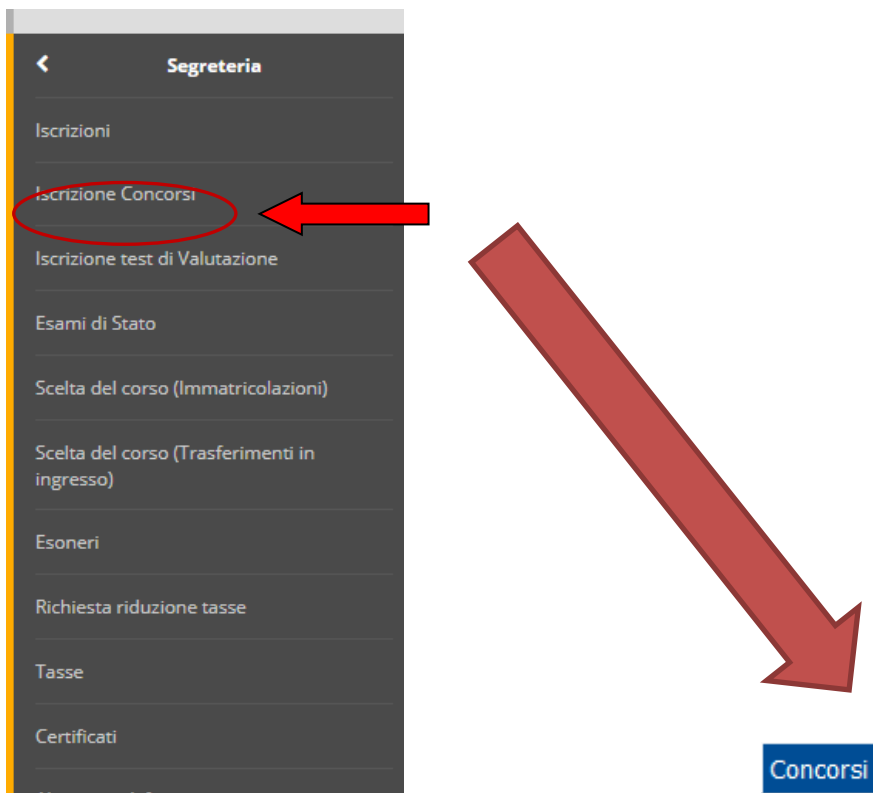 Segreteria
Iscrizioni
Iscrizione Concorsi
Iscrizione test di Valutazione
Esami di Stato
Scelta del corso (Immatricolazioni)
Scelta del corso (Trasferimenti in
ingresso)
Esoneri
Richiesta riduzione tasse
Tasse
Certificati
Concorsi